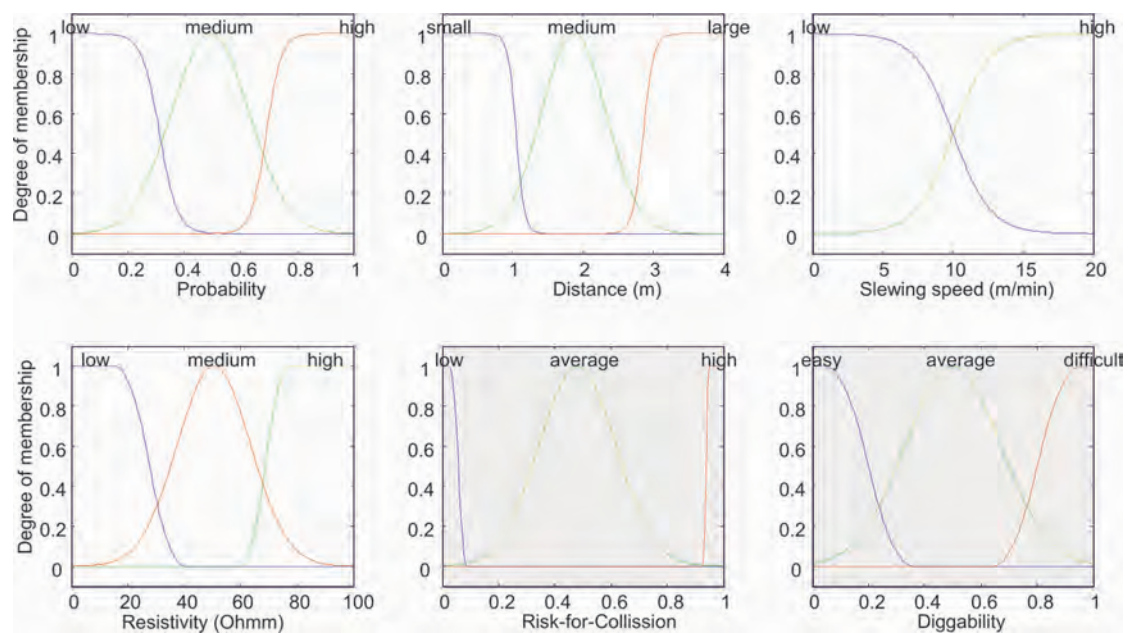 low medium high
Degree of membership
1
0.8
0.6
0.4
0.2
0
0 0.2 0.4 0.6 0.8 1
Probability
small medium large
1
0.8
0.6
0.4
0.2
0
0 1 2 3 4
Distance (m)
low high
1
0.8
0.6
0.4
0.2
0
0 5 10 15 20
Slewing speed (m/min)
low medium high
Degree of membership
1
0.8
0.6
0.4
0.2
0
0 20 40 60 80 100
Resistivity (Ohmm)
low average high
1
0.8
0.6
0.4
0.2
0
0 0.2 0.4 0.6 0.8 1
Risk-for-Collission
easy average difficult
1
0.8
0.6
0.4
0.2
0
0 0.2 0.4 0.6 0.8 1
Diggability